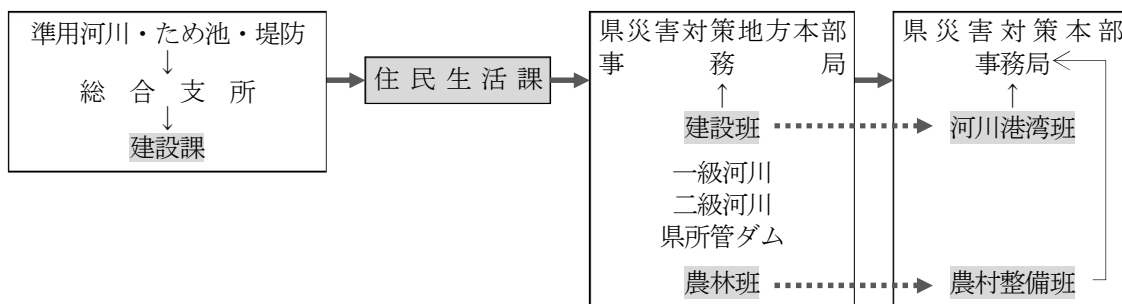 準用河川・ため池・堤防
↓
総合支所
↓
建設課
住民生活課
県災害対策地方本部
事務局
↑
建設班
一級河川
二級河川
県所管ダム
農林班
県災害対策本部
事務局
↑
河川港湾班
農村整備班